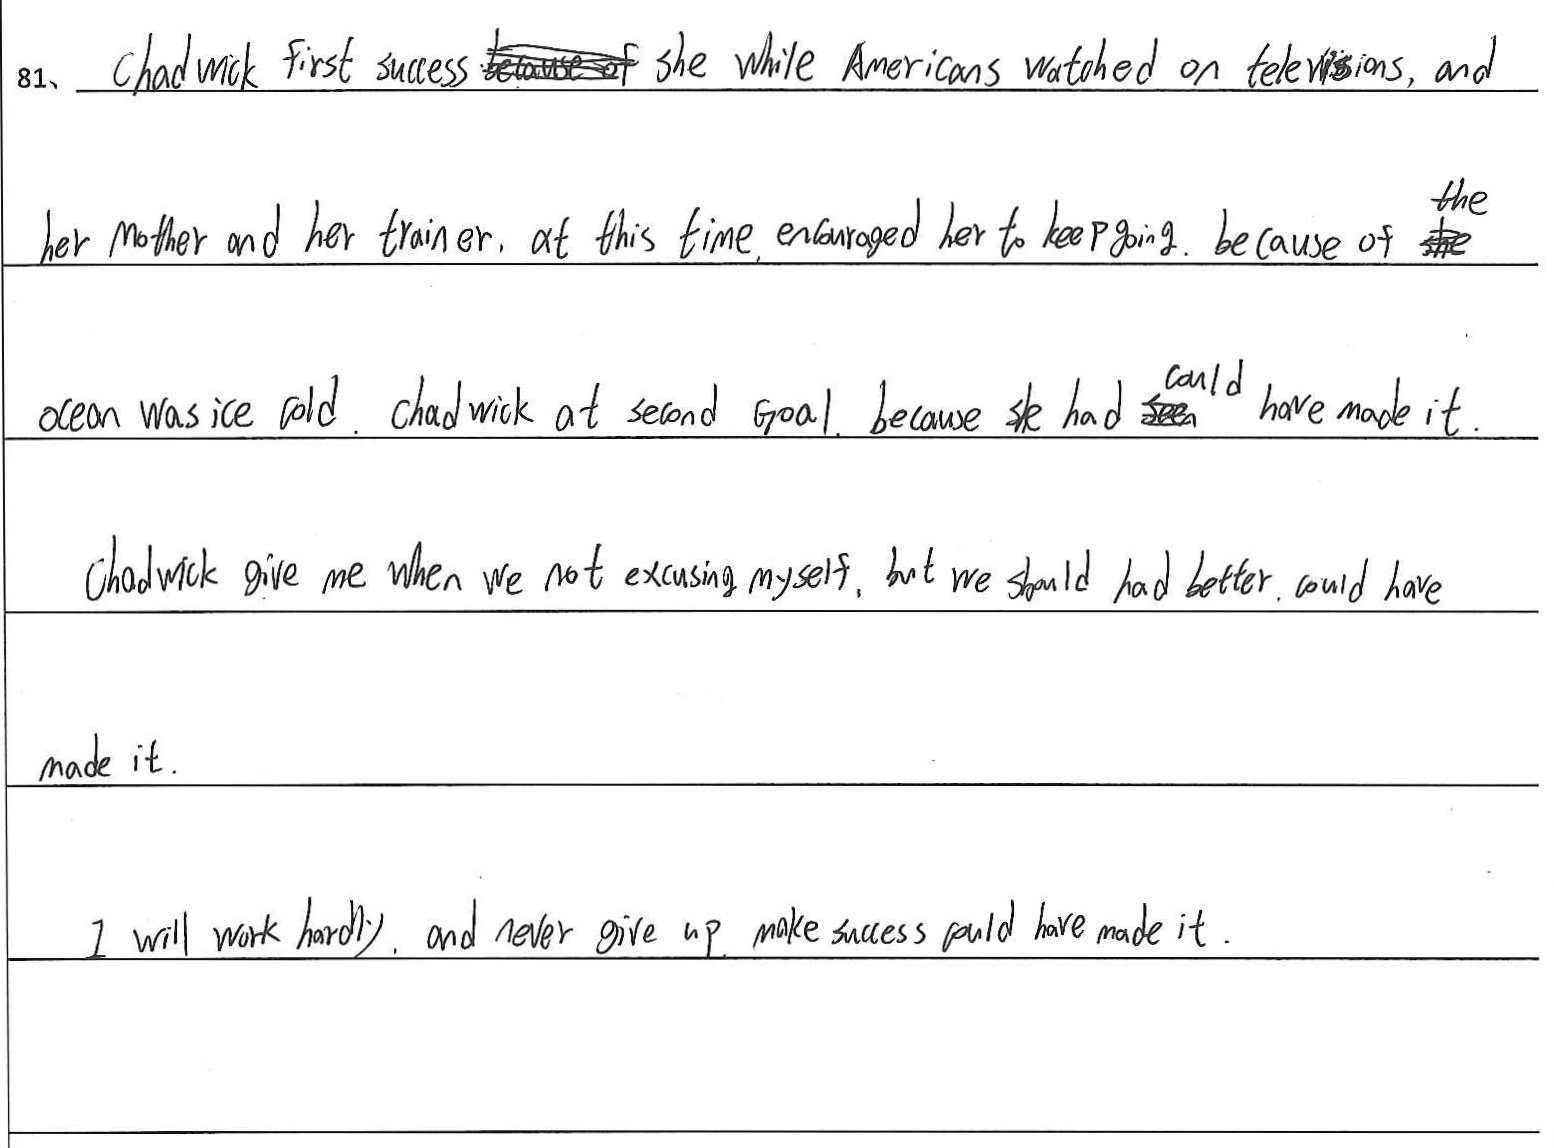 81、 Chadwick first success she while Americans watched on televisions, and
her mother and her trainer. at this time, encouraged her to keep going. because of the
ocean was ice cold. Chadwick at second Goal. because she had could have made it.
Chadwick give me when we not excusing myself, but we should had better. could have
made it.
I will work hardly, and never give up. make success could have made it.